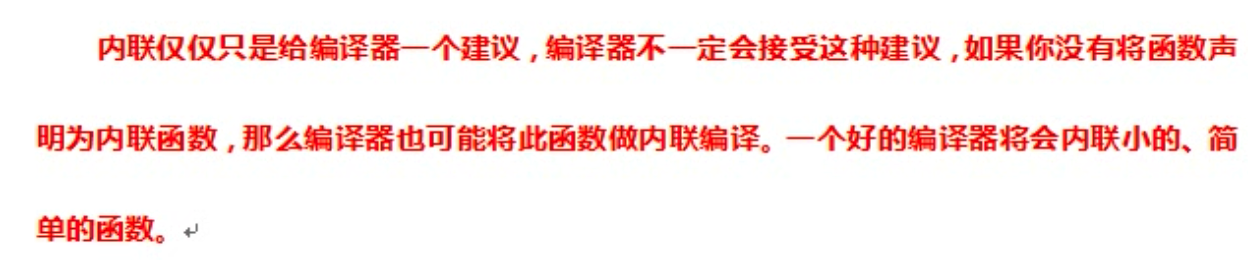 内联仅仅只是给编译器一个建议,编译器不一定会接受这种建议,如果你没有将函数声
明为内联函数,那么编译器也可能将此函数做内联编译。一个好的编译器将会内联小的、简
单的函数。↵